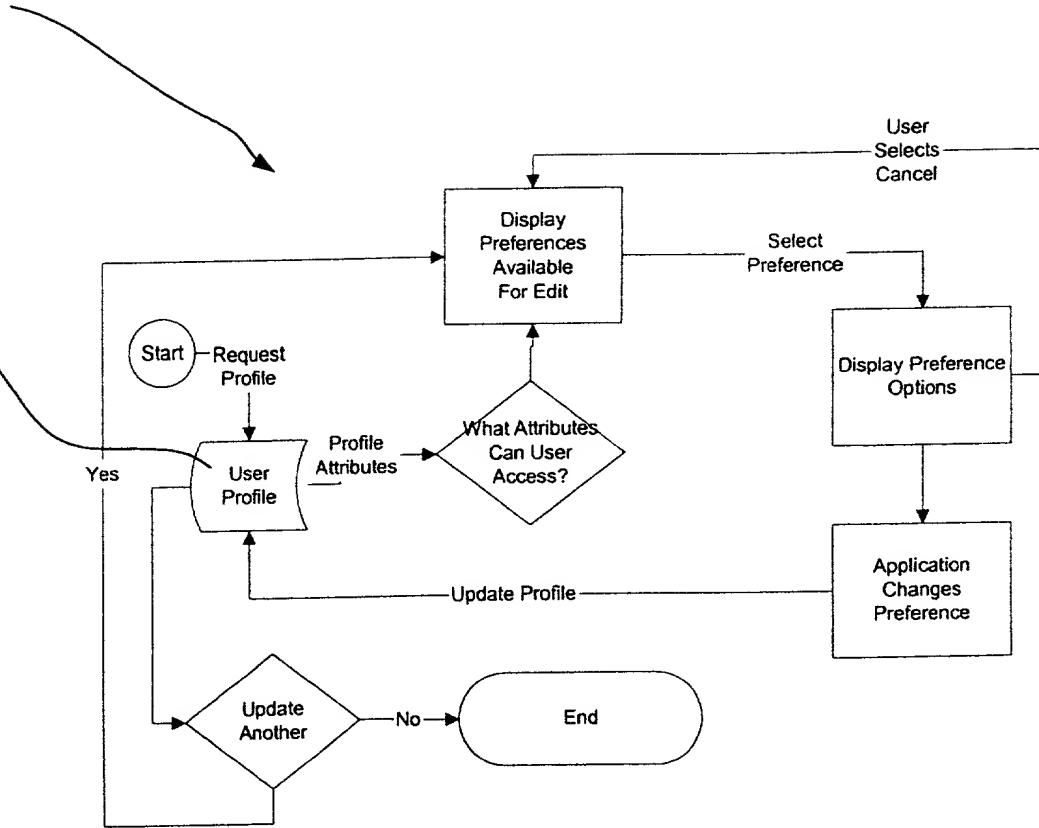 User
Selects
Cancel
Display
Preferences
Available
For Edit
Select
Preference
Start
Request
Profile
Display Preference
Options
What Attributes
Can User
Access?
Profile
Attributes
User
Profile
Yes
Application
Changes
Preference
Update Profile
Update
Another
No
End